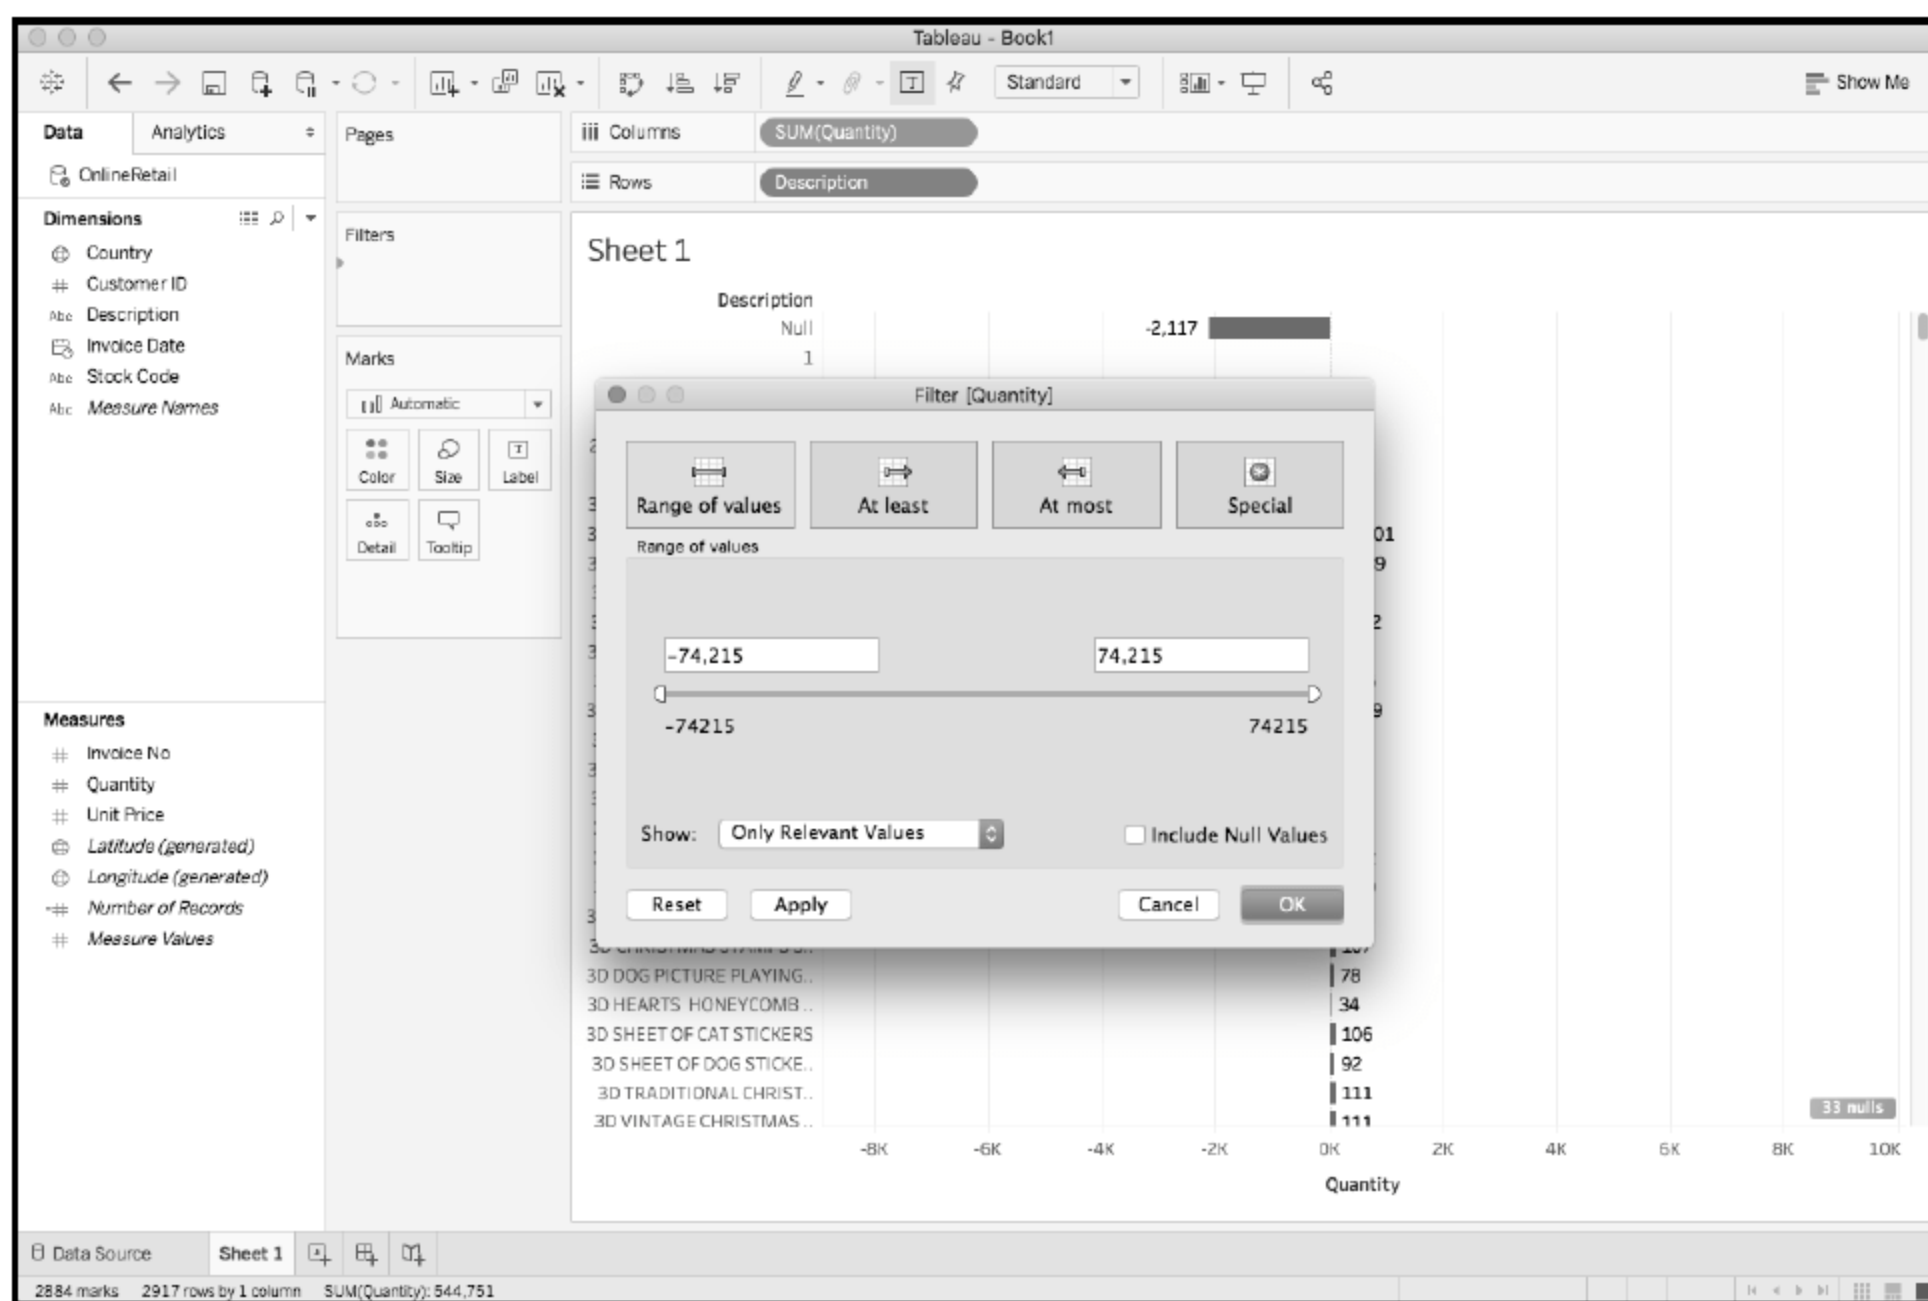 Tableau - Book1
Standard
Show Me
Data
Analytics
OnlineRetail
Dimensions
Country
Customer ID
Abc Description
Invoice Date
Abc Stock Code
Abc Measure Names
Measures
Invoice No
Quantity
Unit Price
Latitude (generated)
Longitude (generated)
Number of Records
Measure Values
Pages
Filters
Marks
Automatic
Color
Size
Label
Detail
Tooltip
Columns
SUM(Quantity)
Rows
Description
Sheet 1
Description
Null
-2,117
1
Filter [Quantity]
Range of values
At least
At most
Special
Range of values
-74,215
74,215
-74215
74215
Show:
Only Relevant Values
Include Null Values
Reset
Apply
Cancel
OK
3D DOG PICTURE PLAYING..
78
3D HEARTS HONEYCOMB ..
34
3D SHEET OF CAT STICKERS
106
3D SHEET OF DOG STICKE..
92
3D TRADITIONAL CHRIST..
111
3D VINTAGE CHRISTMAS ..
111
33 nulls
-8K
-6K
-4K
-2K
0K
2K
4K
6K
8K
10K
Quantity
Data Source
Sheet 1
2884 marks
2917 rows by 1 column
SUM(Quantity): 544,751